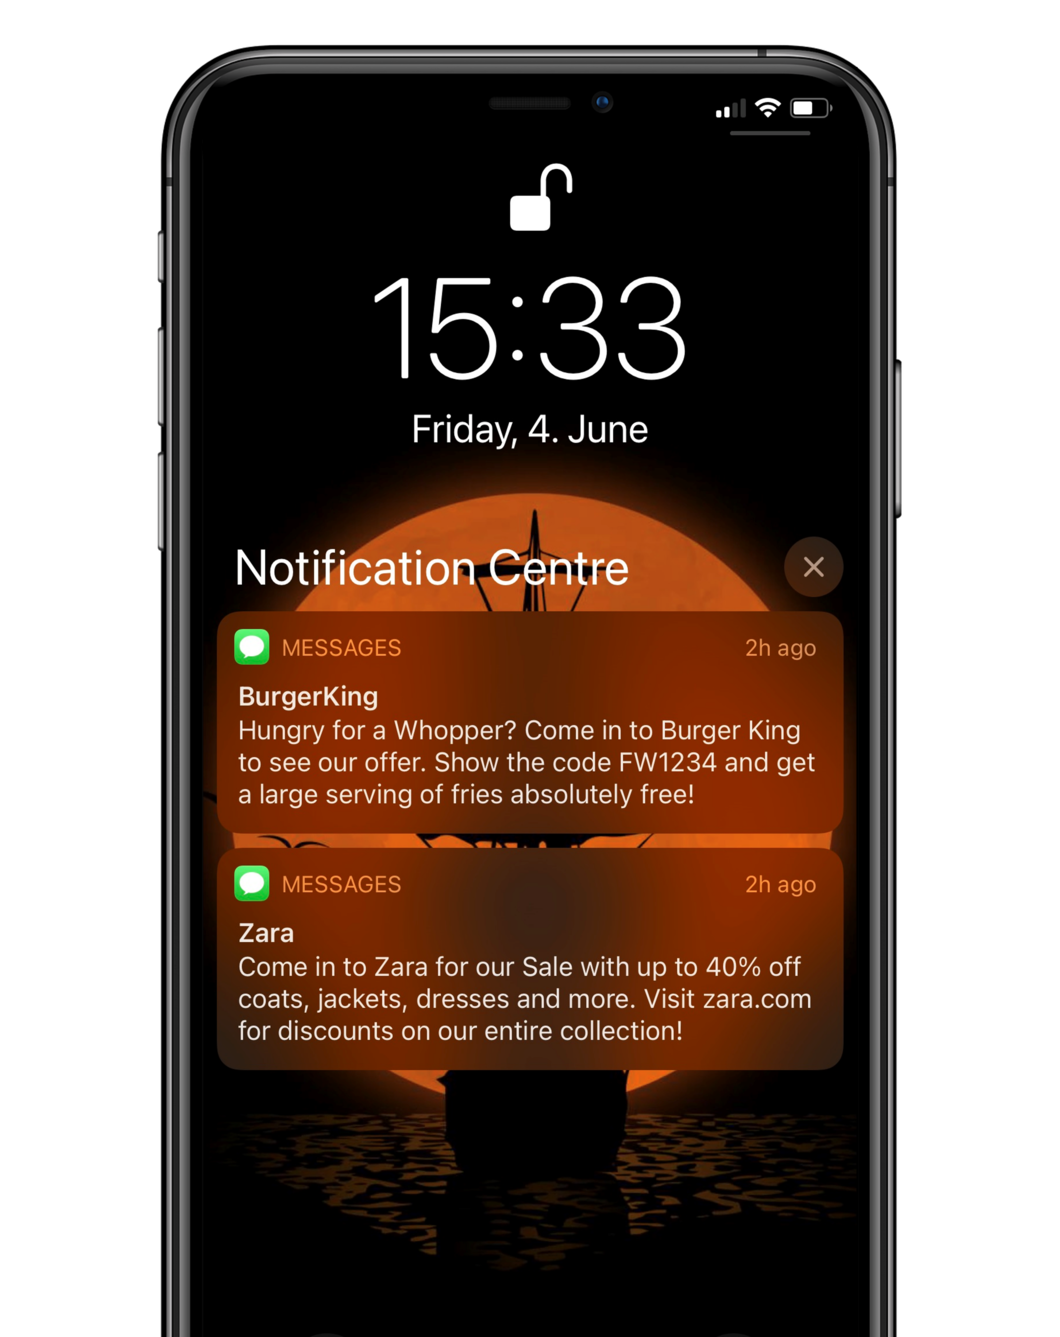 15:33
Friday, 4. June
Notification Centre
MESSAGES 2h ago
BurgerKing
Hungry for a Whopper? Come in to Burger King
to see our offer. Show the code FW1234 and get
a large serving of fries absolutely free!
MESSAGES 2h ago
Zara
Come in to Zara for our Sale with up to 40% off
coats, jackets, dresses and more. Visit zara.com
for discounts on our entire collection!